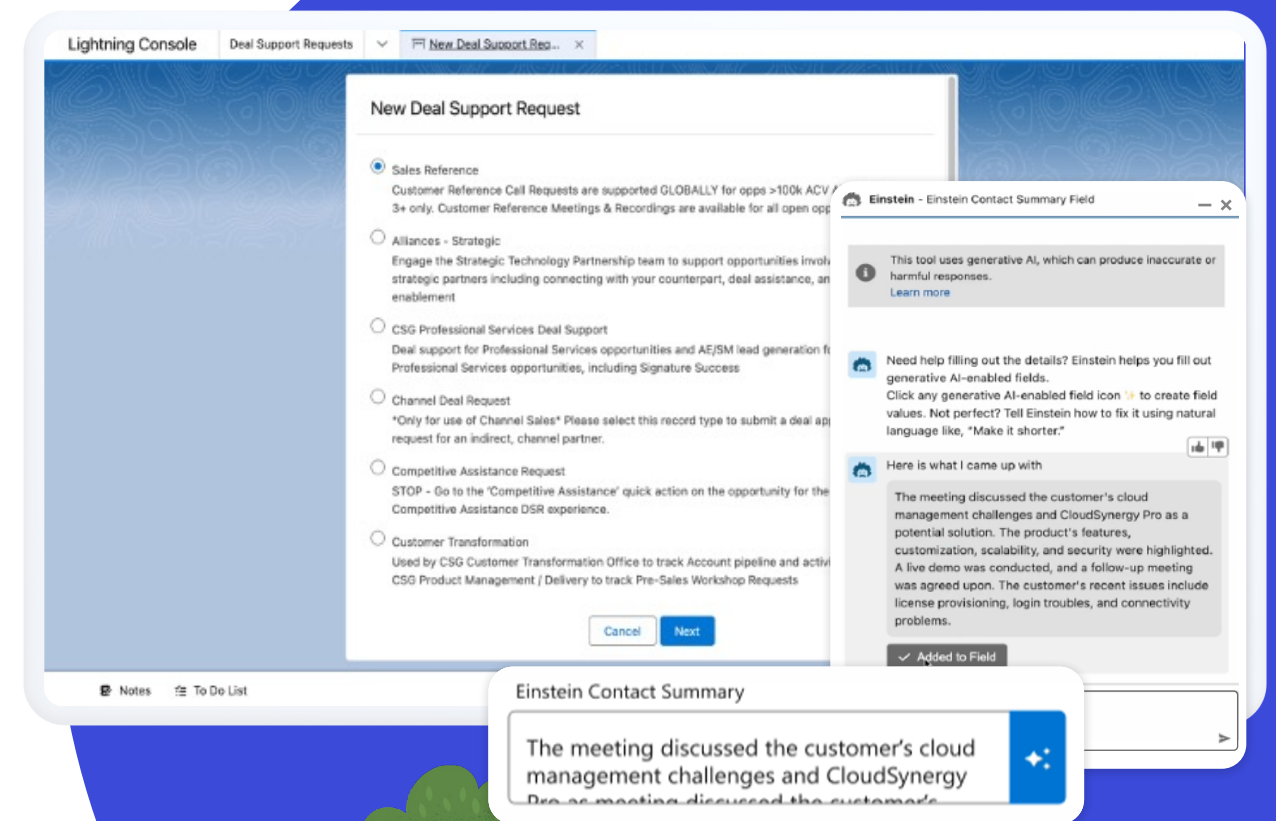 Lightning Console
Deal Support Requests
New Deal Support Req...
New Deal Support Request
Sales Reference
Customer Reference Call Requests are supported GLOBALLY for opps >100k ACV
3+ only. Customer Reference Meetings & Recordings are available for all open opp
Alliances - Strategic
Engage the Strategic Technology Partnership team to support opportunities involv
strategic partners including connecting with your counterpart, deal assistance, an
enablement
CSG Professional Services Deal Support
Deal support for Professional Services opportunities and AE/SM lead generation fo
Professional Services opportunities, including Signature Success
Channel Deal Request
*Only for use of Channel Sales* Please select this record type to submit a deal app
request for an indirect, channel partner.
Competitive Assistance Request
STOP - Go to the 'Competitive Assistance' quick action on the opportunity for the
Competitive Assistance DSR experience.
Customer Transformation
Used by CSG Customer Transformation Office to track Account pipeline and activi
CSG Product Management / Delivery to track Pre-Sales Workshop Requests
Cancel
Next
Notes
To Do List
Einstein - Einstein Contact Summary Field
This tool uses generative AI, which can produce inaccurate or
harmful responses.
Learn more
Need help filling out the details? Einstein helps you fill out
generative AI-enabled fields.
Click any generative AI-enabled field icon ✨ to create field
values. Not perfect? Tell Einstein how to fix it using natural
language like, "Make it shorter."
Here is what I came up with
The meeting discussed the customer's cloud
management challenges and CloudSynergy Pro as a
potential solution. The product's features,
customization, scalability, and security were highlighted.
A live demo was conducted, and a follow-up meeting
was agreed upon. The customer's recent issues include
license provisioning, login troubles, and connectivity
problems.
Added to Field
Einstein Contact Summary
The meeting discussed the customer's cloud
management challenges and CloudSynergy
Pro as meeting discussed the customer's